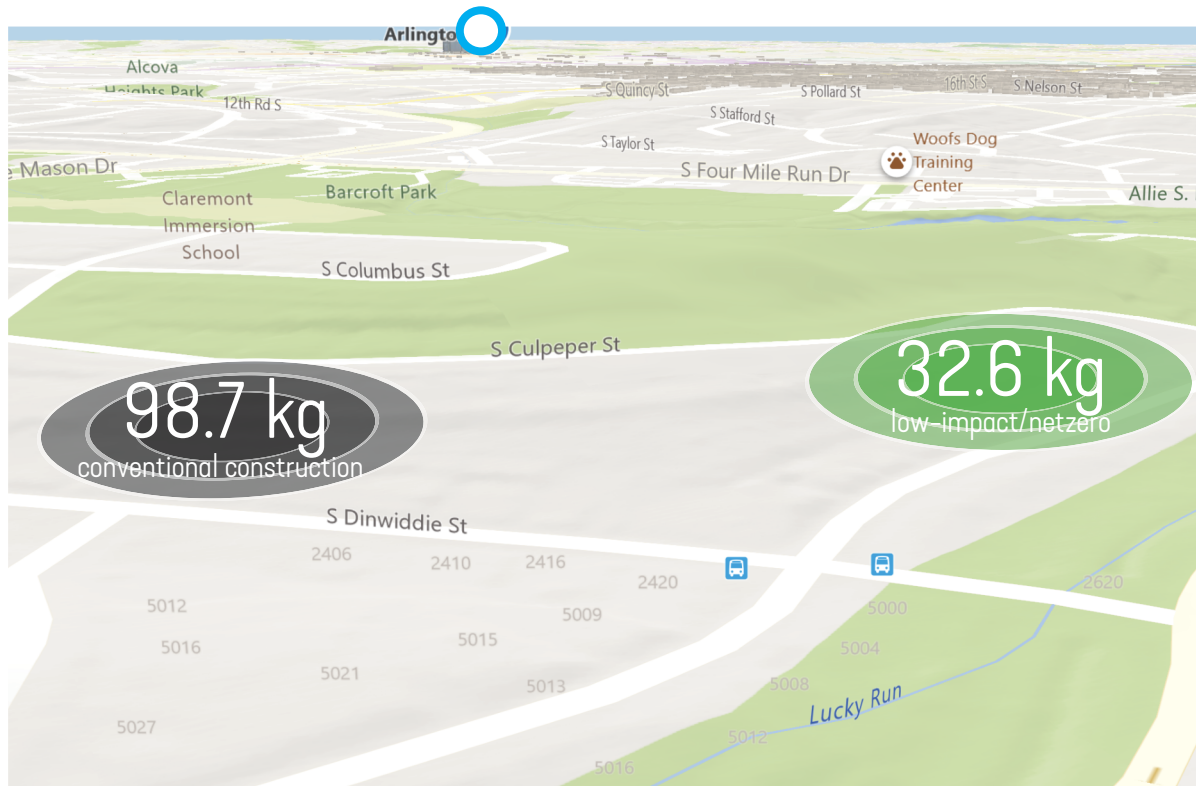 Arlingto
Alcova
Heights Park
12th Rd S
S Quincy St
S Pollard St
16th St S
S Nelson St
S Stafford St
S Taylor St
Woofs Dog
Training
Center
e Mason Dr
S Four Mile Run Dr
Barcroft Park
Allie S.
Claremont
Immersion
School
S Columbus St
S Culpeper St
32.6 kg
low-impact/netzero
98.7 kg
conventional construction
S Dinwiddie St
2406
2410
2416
2420
2620
5012
5009
5000
5016
5015
5004
5021
5013
5008
Lucky Run
5027
5012
5016